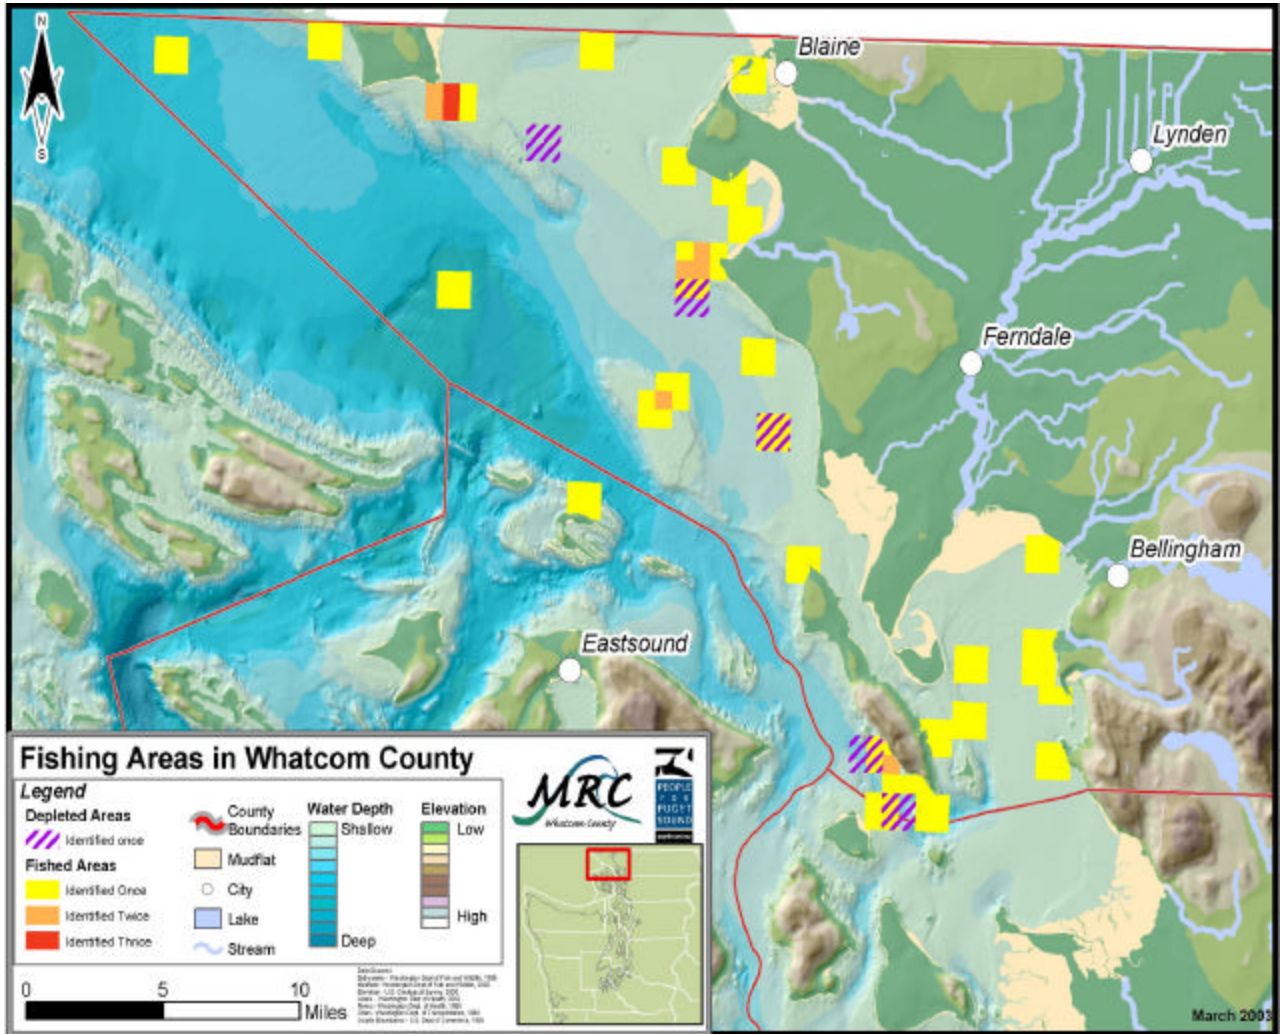 N
S
Blaine
Lynden
Ferndale
Bellingham
Eastsound
Fishing Areas in Whatcom County
Legend
Depleted Areas
Identified once
Fished Areas
Identified Once
Identified Twice
Identified Thrice
County
Boundaries
Mudflat
City
Lake
Stream
Water Depth
Shallow
Deep
Elevation
Low
High
MRC
Whatcom County
PEOPLE
FOR
PUGET
SOUND
0 5 10
Miles
March 2003